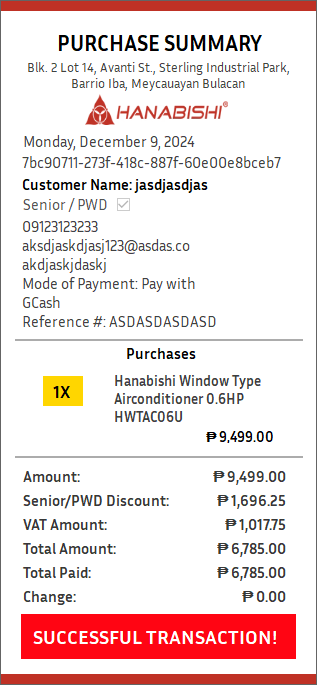 PURCHASE SUMMARY
Blk. 2 Lot 14, Avanti St., Sterling Industrial Park,
Barrio Iba, Meycauayan Bulacan
HANABISHI®
Monday, December 9, 2024
7bc90711-273f-418c-887f-60e00e8bceb7
Customer Name: jasdjasdjas
Senior / PWD
09123123233
aksdjaskdjasj123@asdas.co
akdjaskjdaskj
Mode of Payment: Pay with
GCash
Reference #: ASDASDASDASD
Purchases
1X
Hanabishi Window Type
Airconditioner 0.6HP
HWTAC06U
₱ 9,499.00
Amount: ₱ 9,499.00
Senior/PWD Discount: ₱ 1,696.25
VAT Amount: ₱ 1,017.75
Total Amount: ₱ 6,785.00
Total Paid: ₱ 6,785.00
Change: ₱ 0.00
SUCCESSFUL TRANSACTION!